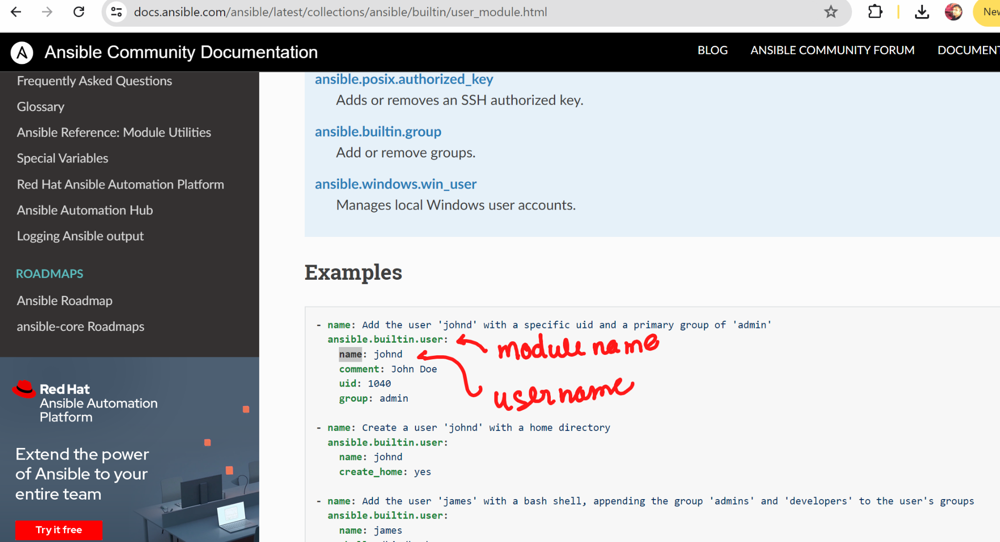 docs.ansible.com/ansible/latest/collections/ansible/builtin/user_module.html
New
Ansible Community Documentation
BLOG
ANSIBLE COMMUNITY FORUM
DOCUMENT
Frequently Asked Questions
Glossary
Ansible Reference: Module Utilities
Special Variables
Red Hat Ansible Automation Platform
Ansible Automation Hub
Logging Ansible output
ROADMAPS
Ansible Roadmap
ansible-core Roadmaps
Red Hat
Ansible Automation
Platform
Extend the power
of Ansible to your
entire team
Try it free
ansible.posix.authorized_key
Adds or removes an SSH authorized key.
ansible.builtin.group
Add or remove groups.
ansible.windows.win_user
Manages local Windows user accounts.
Examples
- name: Add the user 'johnd' with a specific uid and a primary group of 'admin'
ansible.builtin.user:
module name
name: johnd
comment: John Doe
uid: 1040
username
group: admin
- name: Create a user 'johnd' with a home directory
ansible.builtin.user:
name: johnd
create_home: yes
- name: Add the user 'james' with a bash shell, appending the group 'admins' and 'developers' to the user's groups
ansible.builtin.user:
name: james